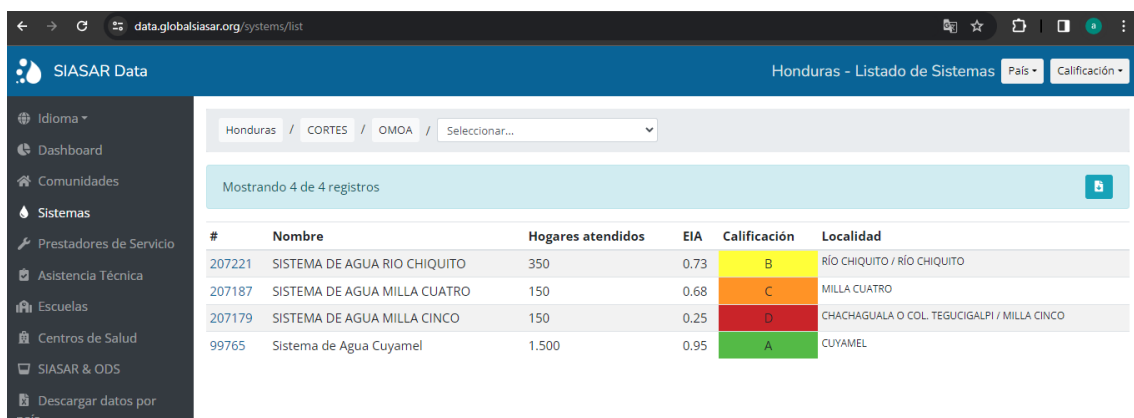 data.globalsiasar.org/systems/list
a
SIASAR Data
Honduras - Listado de Sistemas País Calificación
Idioma
Dashboard
Comunidades
Sistemas
Prestadores de Servicio
Asistencia Técnica
Escuelas
Centros de Salud
SIASAR & ODS
Descargar datos por
Honduras / CORTES / OMOA / Seleccionar...
Mostrando 4 de 4 registros
# Nombre Hogares atendidos EIA Calificación Localidad
207221 SISTEMA DE AGUA RIO CHIQUITO 350 0.73 B RÍO CHIQUITO / RÍO CHIQUITO
207187 SISTEMA DE AGUA MILLA CUATRO 150 0.68 C MILLA CUATRO
207179 SISTEMA DE AGUA MILLA CINCO 150 0.25 D CHACHAGUALA O COL. TEGUCIGALPI / MILLA CINCO
99765 Sistema de Agua Cuyamel 1.500 0.95 A CUYAMEL